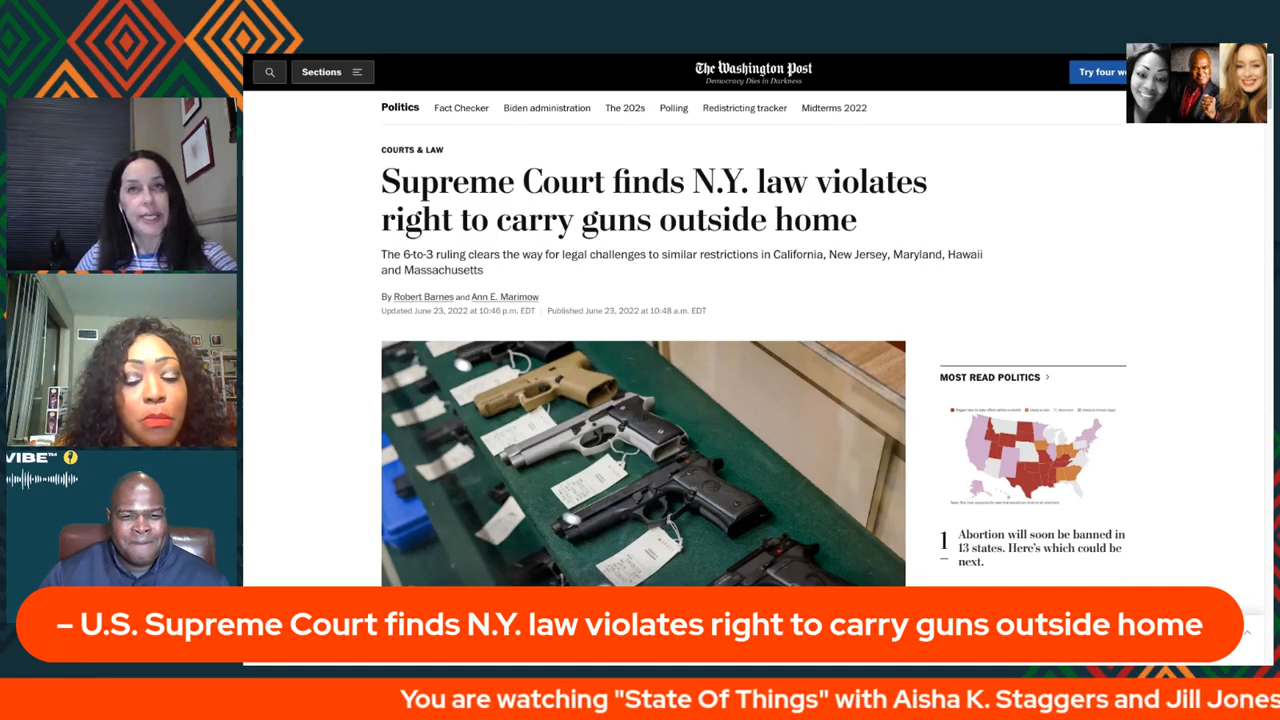 Sections
The Washington Post
Democracy Dies in Darkness
Try four we
Politics
Fact Checker
Biden administration
The 202s
Polling
Redistricting tracker
Midterms 2022
COURTS & LAW
Supreme Court finds N.Y. law violates
right to carry guns outside home
The 6-to-3 ruling clears the way for legal challenges to similar restrictions in California, New Jersey, Maryland, Hawaii
and Massachusetts
By Robert Barnes and Ann E. Marimow
Updated June 23, 2022 at 10:46 p.m. EDT | Published June 23, 2022 at 10:48 a.m. EDT
MOST READ POLITICS
1 Abortion will soon be banned in
13 states. Here's which could be
next.
VIBE™
– U.S. Supreme Court finds N.Y. law violates right to carry guns outside home
You are watching "State Of Things" with Aisha K. Staggers and Jill Jones